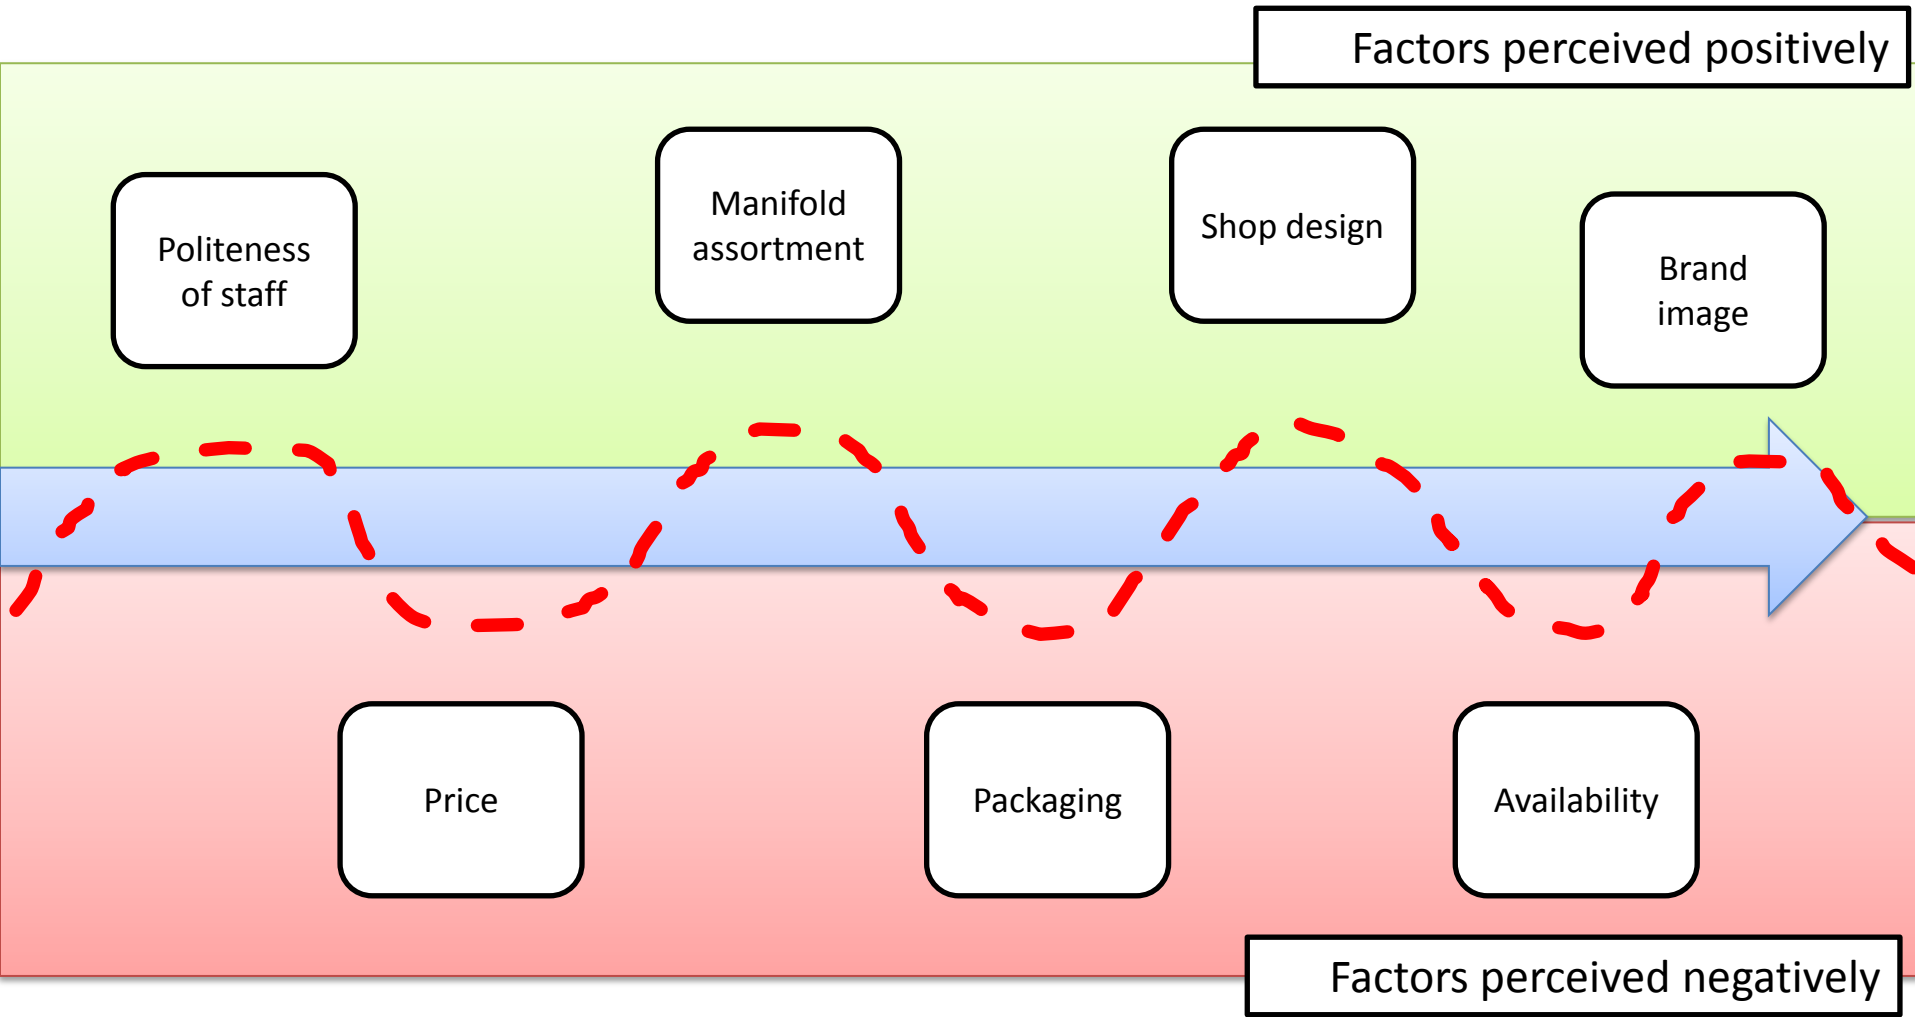 Factors perceived positively
Politeness
of staff
Manifold
assortment
Shop design
Brand
image
Price
Packaging
Availability
Factors perceived negatively